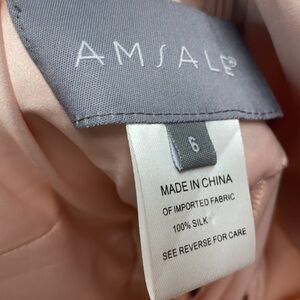 AMSALE
6
MADE IN CHINA
OF IMPORTED FABRIC
100% SILK
SEE REVERSE FOR CARE